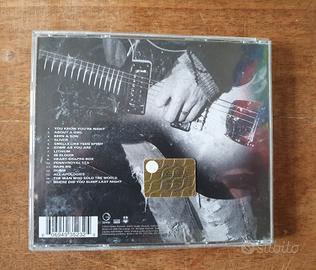 YOU KNOW YOU'RE RIGHT
ABOUT A GIRL
BEEN A SON
SLIVER
SMELLS LIKE TEEN SPIRIT
COME AS YOU ARE
LITHIUM
IN BLOOM
HEART-SHAPED BOX
PENNYROYAL TEA
RAPE ME
DUMB
ALL APOLOGIES
THE MAN WHO SOLD THE WORLD
WHERE DID YOU SLEEP LAST NIGHT
subito